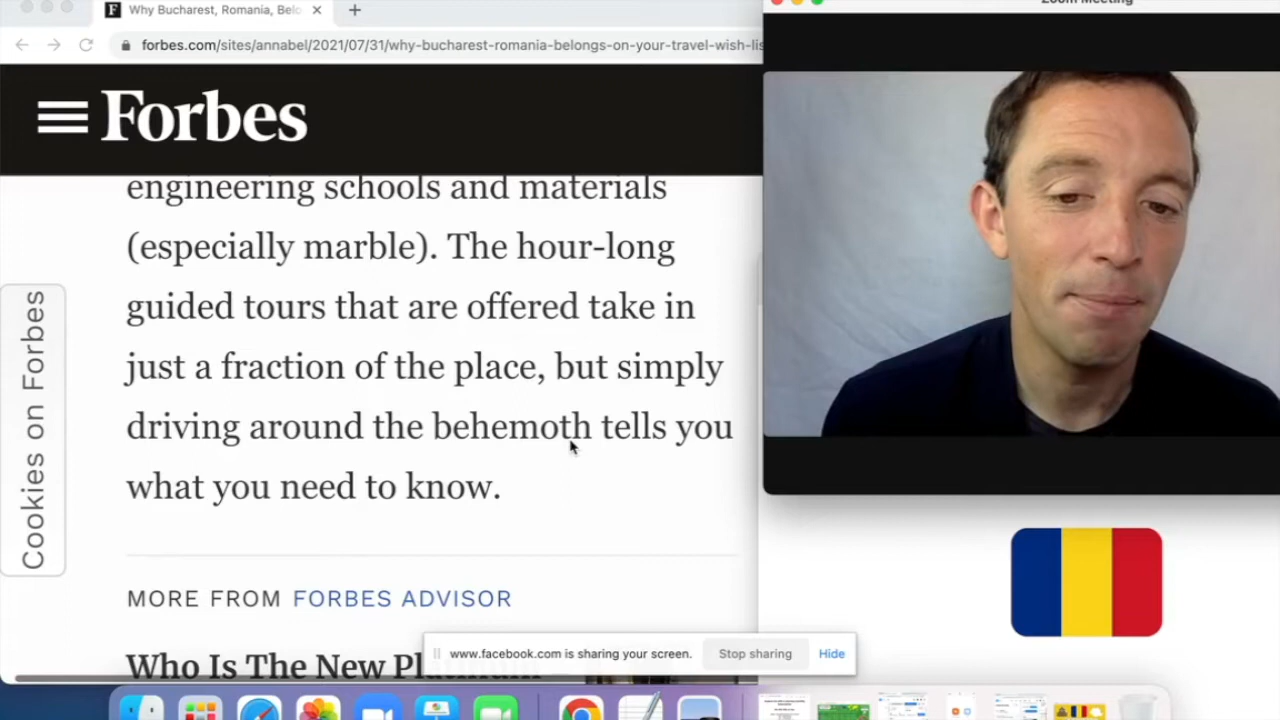 Why Bucharest, Romania, Belo
forbes.com/sites/annabel/2021/07/31/why-bucharest-romania-belongs-on-your-travel-wish-lis
Zoom Meeting
Forbes
engineering schools and materials
(especially marble). The hour-long
guided tours that are offered take in
just a fraction of the place, but simply
driving around the behemoth tells you
what you need to know.
Cookies on Forbes
MORE FROM FORBES ADVISOR
Who Is The New Pl
www.facebook.com is sharing your screen.
Stop sharing
Hide